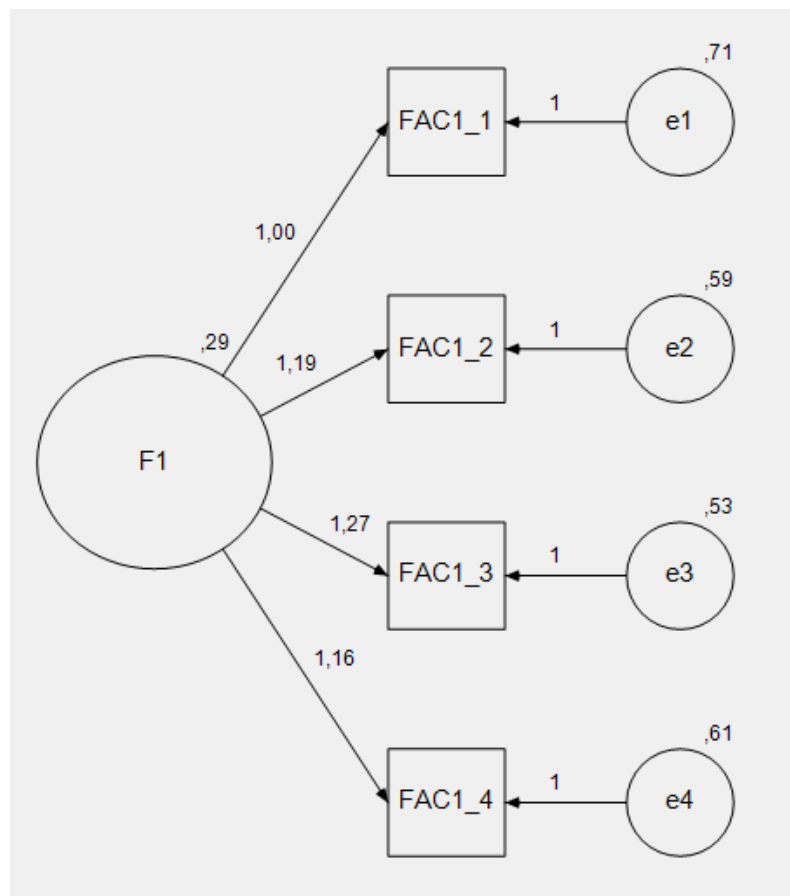 ,71
FAC1_1
1
e1
1,00
,59
,29
FAC1_2
1
e2
1,19
F1
,53
1,27
FAC1_3
1
e3
1,16
,61
FAC1_4
1
e4